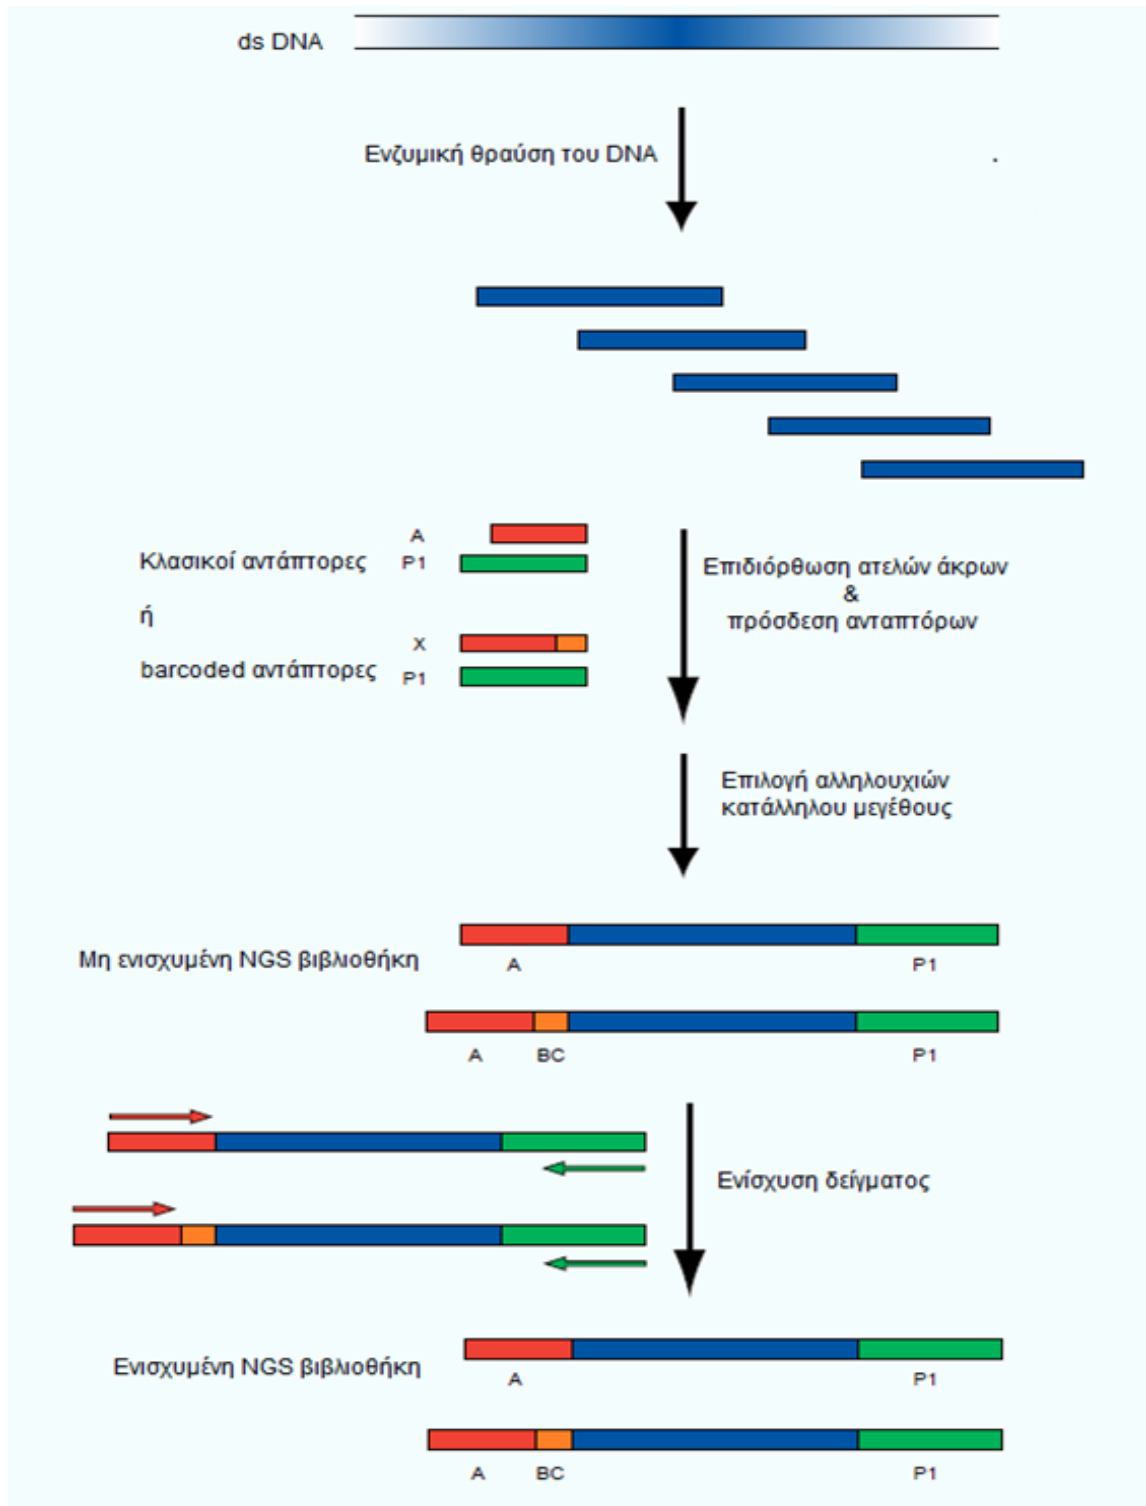 ds DNA
Ενζυμική θραύση του DNA
.
A
Κλασικοί αντάπτορες
P1
Επιδιόρθωση ατελών άκρων
&
πρόσδεση ανταπτόρων
ή
X
barcoded αντάπτορες
P1
Επιλογή αλληλουχιών
κατάλληλου μεγέθους
Μη ενισχυμένη NGS βιβλιοθήκη
A
P1
A
BC
P1
Ενίσχυση δείγματος
Ενισχυμένη NGS βιβλιοθήκη
A
P1
A
BC
P1